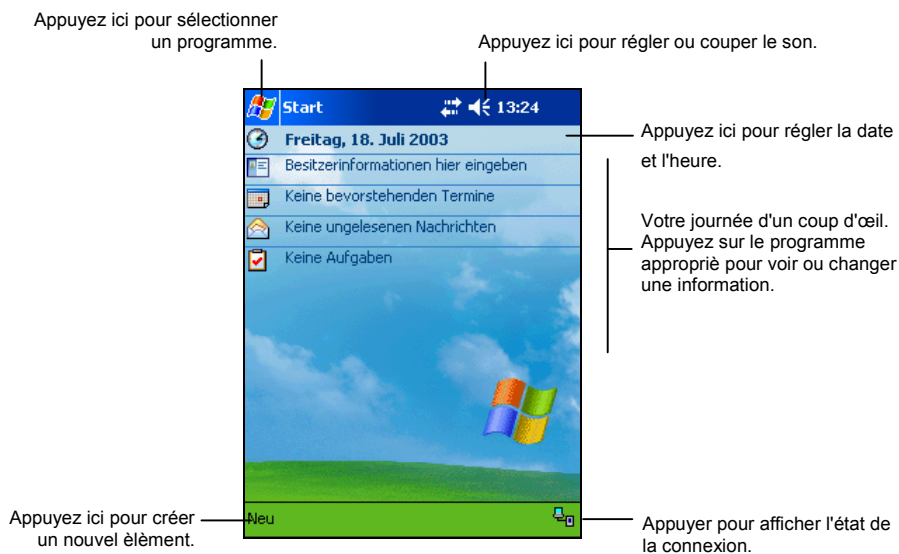 Appuyez ici pour sélectionner
un programme.
Appuyez ici pour régler ou couper le son.
Start
13:24
Freitag, 18. Juli 2003
Besitzerinformationen hier eingeben
Keine bevorstehenden Termine
Keine ungelesenen Nachrichten
Keine Aufgaben
Appuyez ici pour régler la date
et l'heure.
Votre journée d'un coup d'œil.
Appuyez sur le programme
appropriè pour voir ou changer
une information.
Appuyez ici pour créer
un nouvel èlèment.
Neu
Appuyer pour afficher l'état de
la connexion.